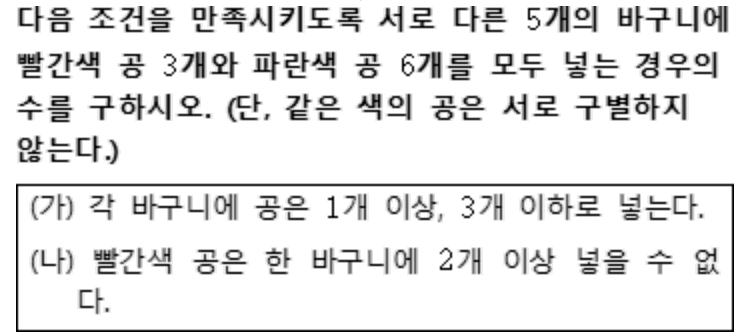 다음 조건을 만족시키도록 서로 다른 5개의 바구니에
빨간색 공 3개와 파란색 공 6개를 모두 넣는 경우의
수를 구하시오. (단, 같은 색의 공은 서로 구별하지
않는다.)
(가) 각 바구니에 공은 1개 이상, 3개 이하로 넣는다.
(나) 빨간색 공은 한 바구니에 2개 이상 넣을 수 없
다.